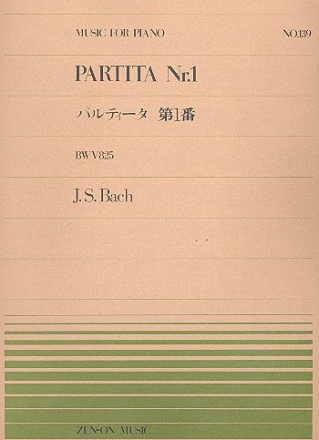 MUSIC FOR PIANO NO.139
PARTITA Nr.1
パルティータ 第1番
BWV825
J.S.Bach
ZEN-ON MUSIC